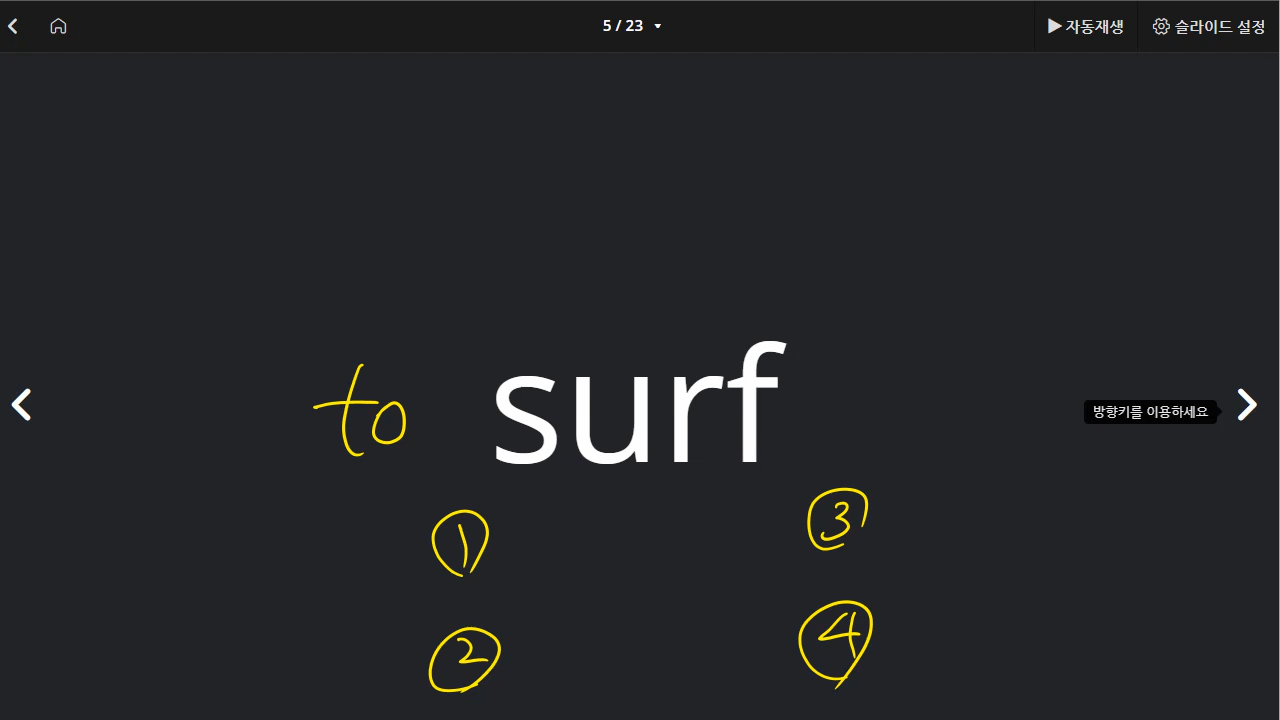 5 / 23
자동재생
슬라이드 설정
to surf
방향키를 이용하세요
① ③
② ④